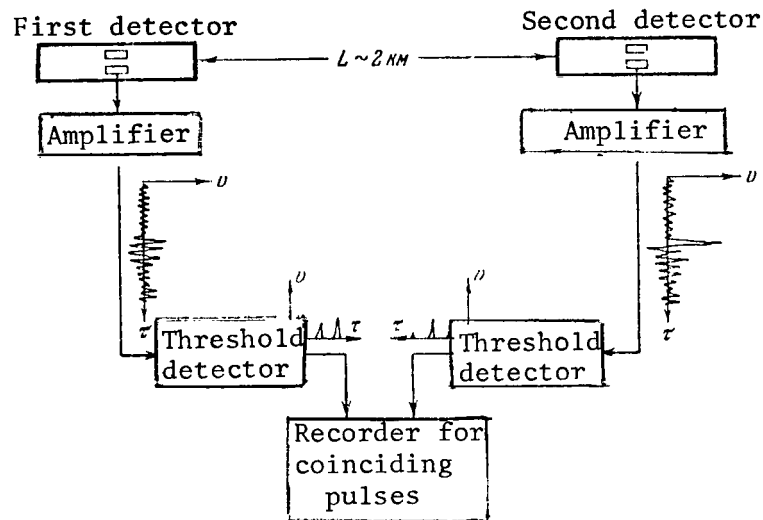 First detector
Second detector
L~2 км
Amplifier
Amplifier
υ
υ
τ
τ
υ
υ
τ
τ
Threshold
detector
Threshold
detector
Recorder for
coinciding
pulses